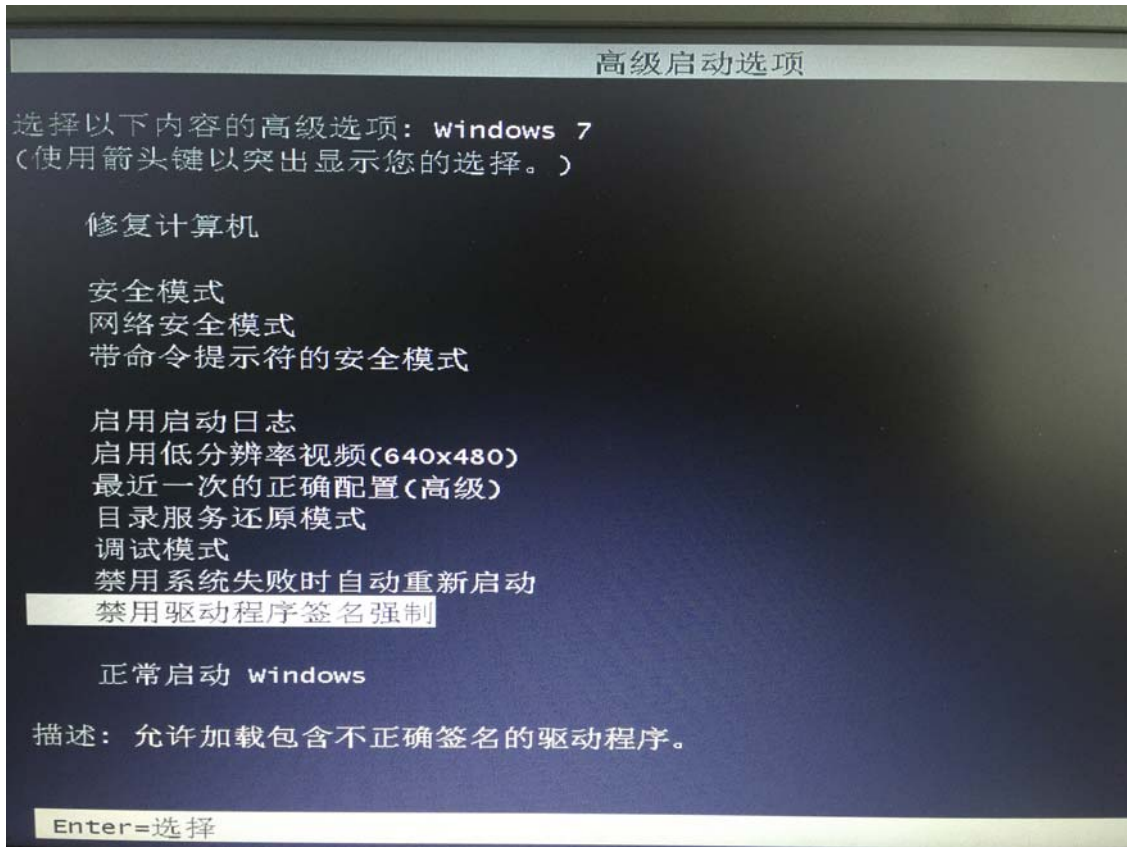 高级启动选项
选择以下内容的高级选项: Windows 7
(使用箭头键以突出显示您的选择。)
修复计算机
安全模式
网络安全模式
带命令提示符的安全模式
启用启动日志
启用低分辨率视频(640x480)
最近一次的正确配置(高级)
目录服务还原模式
调试模式
禁用系统失败时自动重新启动
禁用驱动程序签名强制
正常启动 Windows
描述: 允许加载包含不正确签名的驱动程序。
Enter=选择